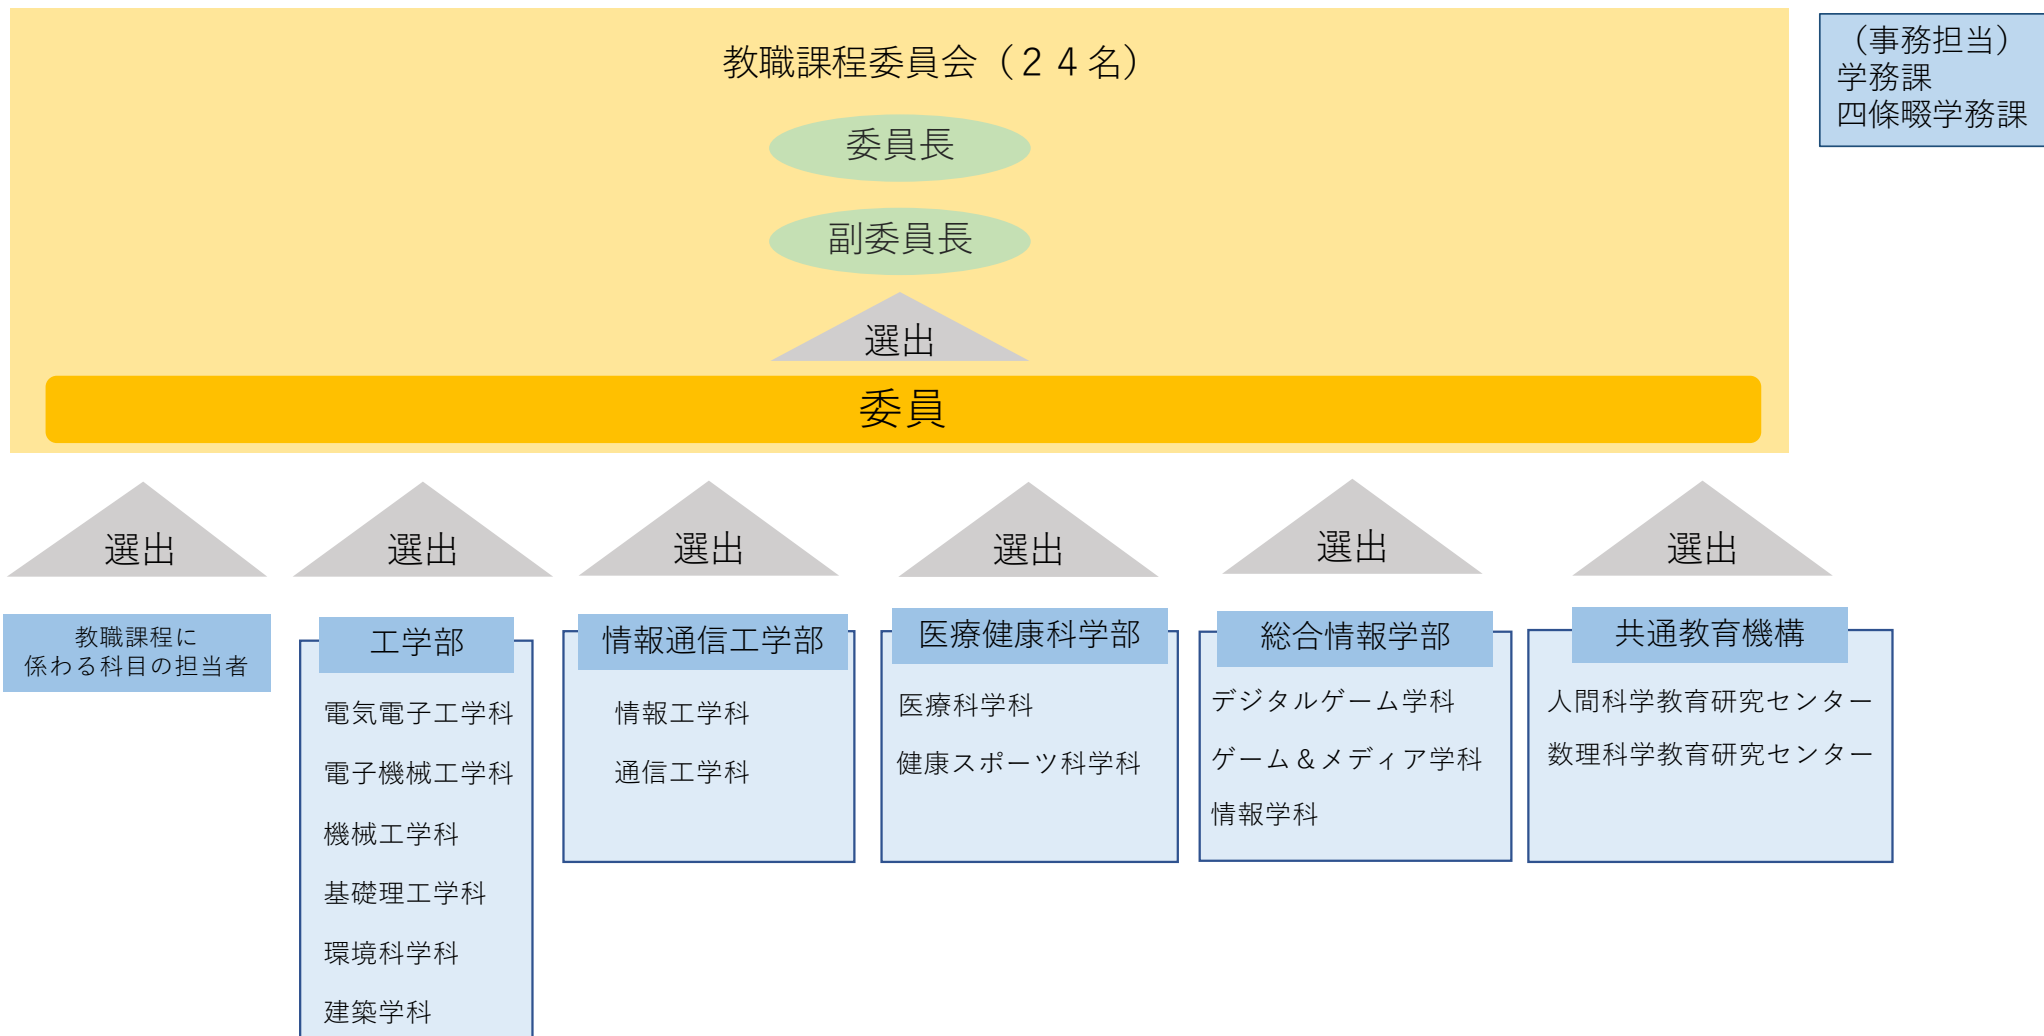 教職課程委員会（２４名）
（事務担当）
学務課
四條畷学務課
委員長
副委員長
選出
委員
選出
選出
選出
選出
選出
選出
教職課程に
係わる科目の担当者
工学部
電気電子工学科
電子機械工学科
機械工学科
基礎理工学科
環境科学科
建築学科
情報通信工学部
情報工学科
通信工学科
医療健康科学部
医療科学科
健康スポーツ科学科
総合情報学部
デジタルゲーム学科
ゲーム＆メディア学科
情報学科
共通教育機構
人間科学教育研究センター
数理科学教育研究センター